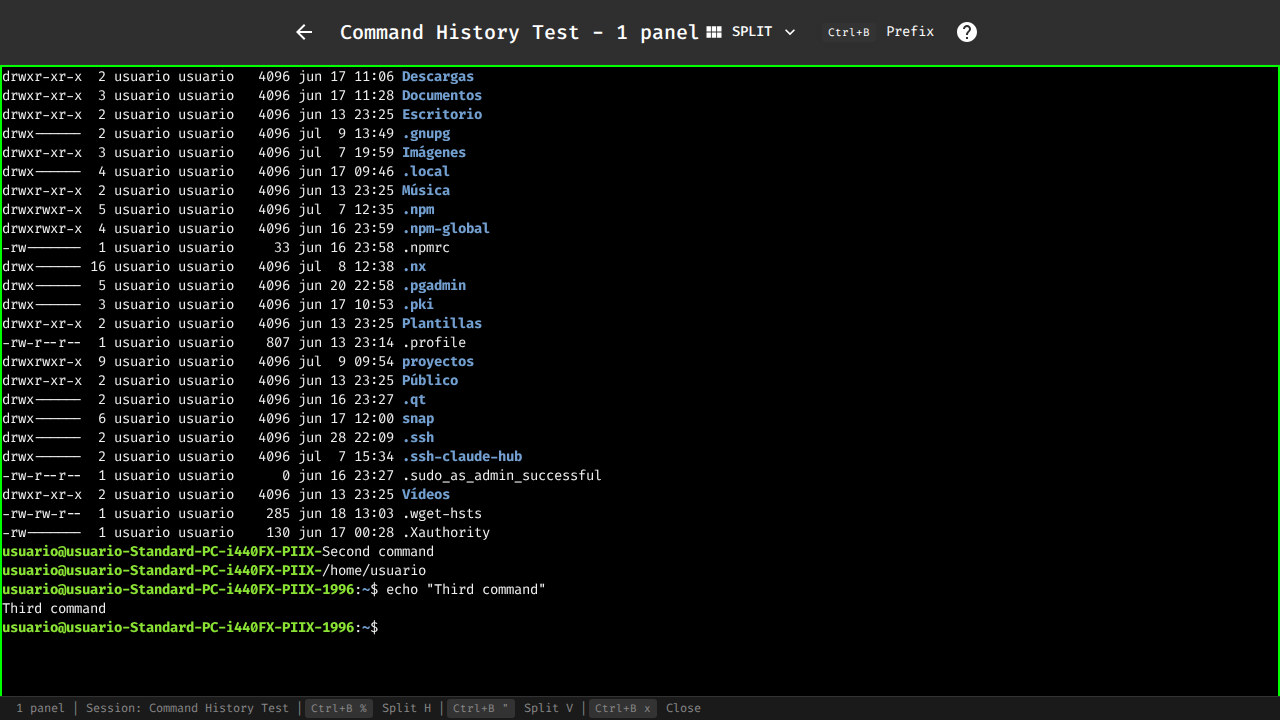 Command History Test - 1 panel SPLIT Ctrl+B Prefix ?
drwxr-xr-x  2 usuario usuario   4096 jun 17 11:06 Descargas
drwxr-xr-x  3 usuario usuario   4096 jun 17 11:28 Documentos
drwxr-xr-x  2 usuario usuario   4096 jun 13 23:25 Escritorio
drwx------  2 usuario usuario   4096 jul  9 13:49 .gnupg
drwxr-xr-x  3 usuario usuario   4096 jul  7 19:59 Imágenes
drwx------  4 usuario usuario   4096 jun 17 09:46 .local
drwxr-xr-x  2 usuario usuario   4096 jun 13 23:25 Música
drwxrwxr-x  5 usuario usuario   4096 jul  7 12:35 .npm
drwxrwxr-x  4 usuario usuario   4096 jun 16 23:59 .npm-global
-rw-------  1 usuario usuario     33 jun 16 23:58 .npmrc
drwx------ 16 usuario usuario   4096 jul  8 12:38 .nx
drwx------  5 usuario usuario   4096 jun 20 22:58 .pgadmin
drwx------  3 usuario usuario   4096 jun 17 10:53 .pki
drwxr-xr-x  2 usuario usuario   4096 jun 13 23:25 Plantillas
-rw-r--r--  1 usuario usuario    807 jun 13 23:14 .profile
drwxrwxr-x  9 usuario usuario   4096 jul  9 09:54 proyectos
drwxr-xr-x  2 usuario usuario   4096 jun 13 23:25 Público
drwx------  2 usuario usuario   4096 jun 16 23:27 .qt
drwx------  6 usuario usuario   4096 jun 17 12:00 snap
drwx------  2 usuario usuario   4096 jun 28 22:09 .ssh
drwx------  2 usuario usuario   4096 jul  7 15:34 .ssh-claude-hub
-rw-r--r--  1 usuario usuario      0 jun 16 23:27 .sudo_as_admin_successful
drwxr-xr-x  2 usuario usuario   4096 jun 13 23:25 Vídeos
-rw-rw-r--  1 usuario usuario    285 jun 18 13:03 .wget-hsts
-rw-------  1 usuario usuario    130 jun 17 00:28 .Xauthority
usuario@usuario-Standard-PC-i440FX-PIIX-Second command
usuario@usuario-Standard-PC-i440FX-PIIX-/home/usuario
usuario@usuario-Standard-PC-i440FX-PIIX-1996:~$ echo "Third command"
Third command
usuario@usuario-Standard-PC-i440FX-PIIX-1996:~$
1 panel | Session: Command History Test | Ctrl+B % Split H | Ctrl+B " Split V | Ctrl+B x Close